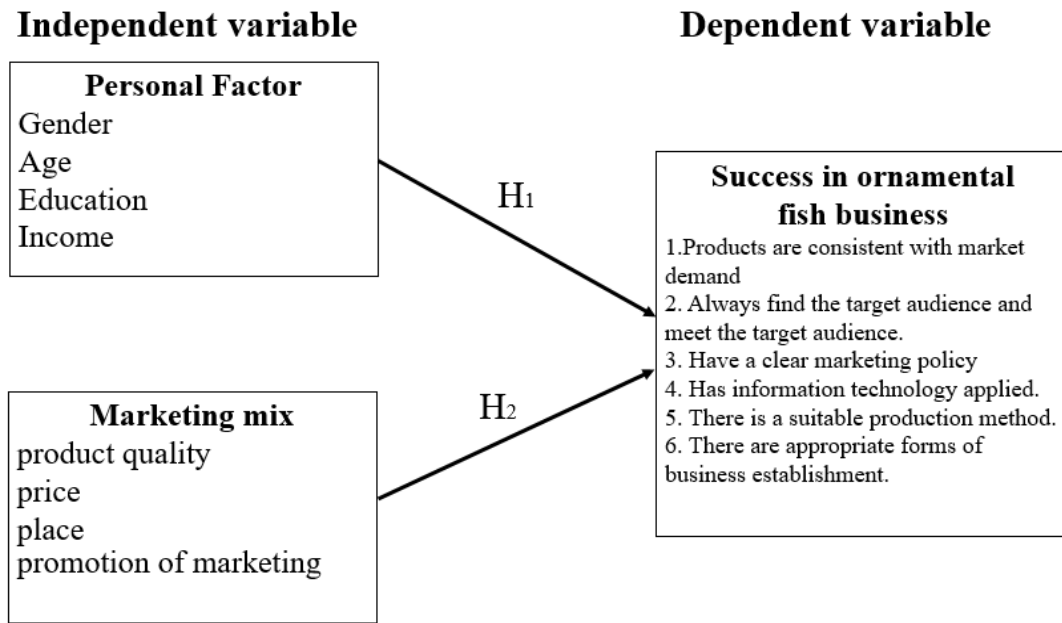 Independent variable
Dependent variable
Personal Factor
Gender
Age
Education
Income
H1
Marketing mix
product quality
price
place
promotion of marketing
H2
Success in ornamental
fish business
1.Products are consistent with market
demand
2. Always find the target audience and
meet the target audience.
3. Have a clear marketing policy
4. Has information technology applied.
5. There is a suitable production method.
6. There are appropriate forms of
business establishment.